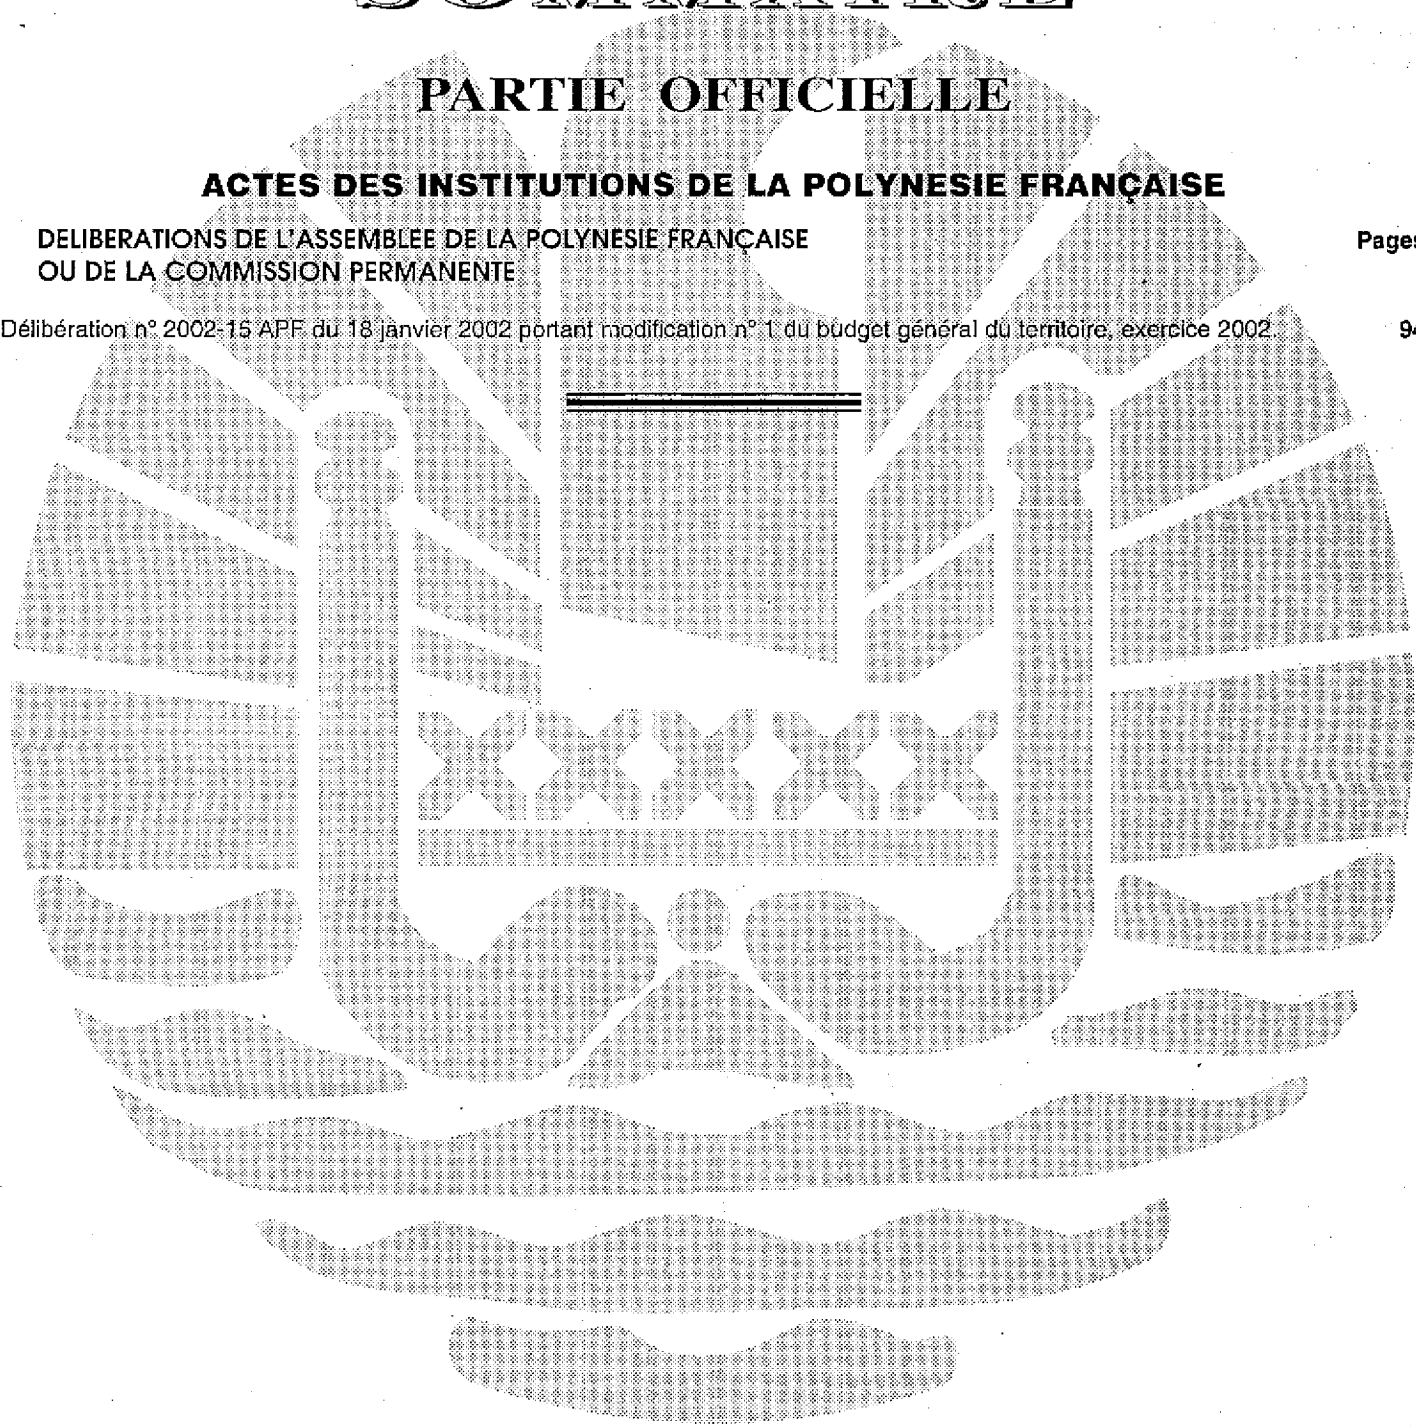 SOMMAIRE
PARTIE OFFICIELLE
ACTES DES INSTITUTIONS DE LA POLYNESIE FRANÇAISE
DELIBERATIONS DE L'ASSEMBLEE DE LA POLYNESIE FRANÇAISE
Pages
OU DE LA COMMISSION PERMANENTE
Délibération n° 2002-15 APF du 18 janvier 2002 portant modification n° 1 du budget général du territoire, exercice 2002.